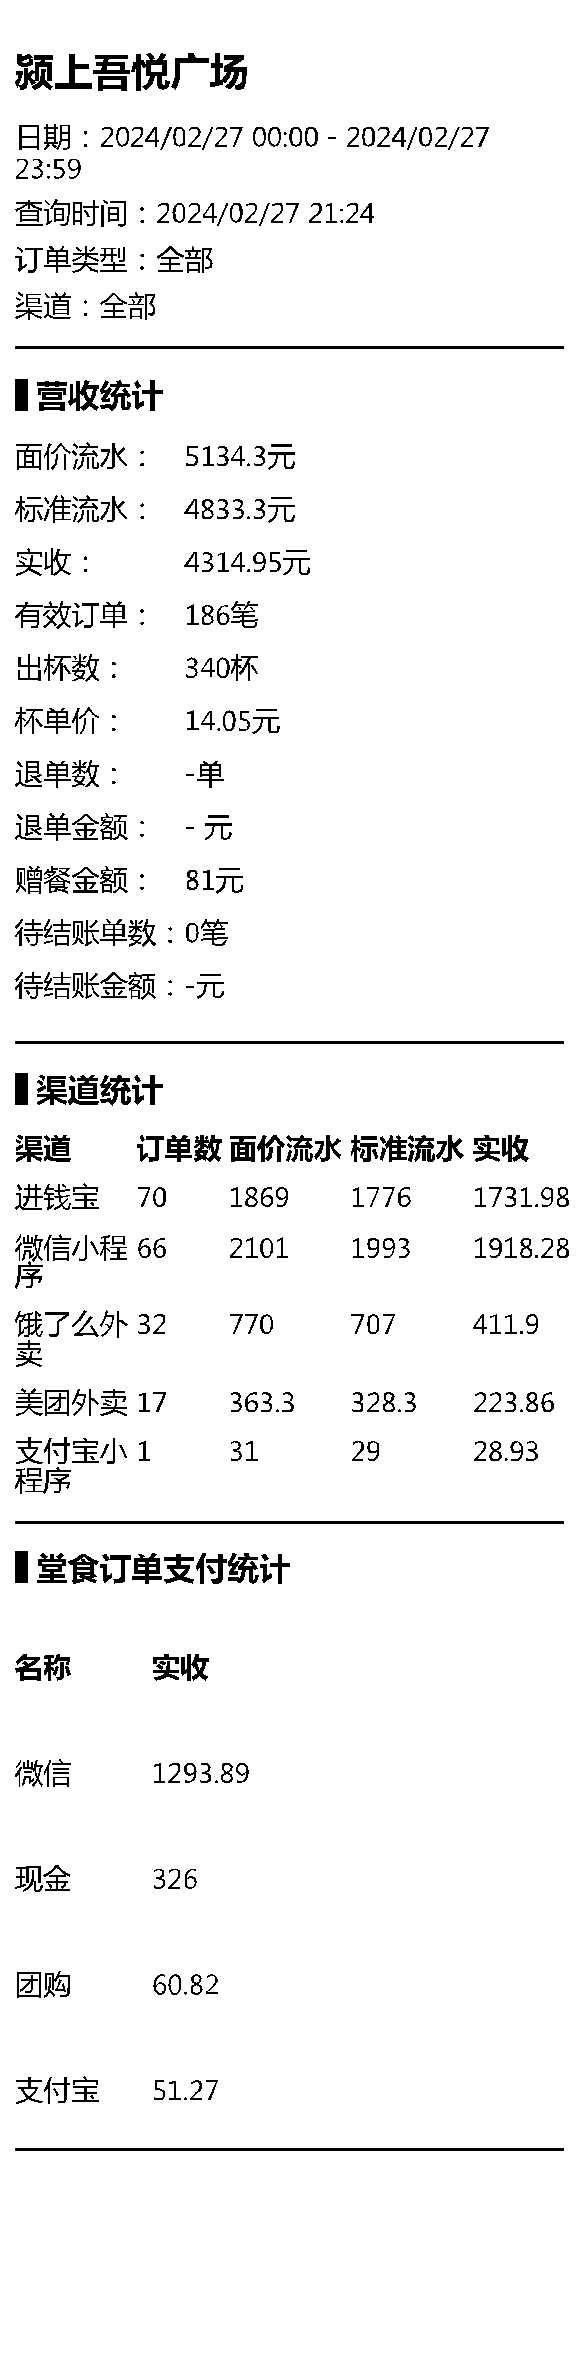 颍上吾悦广场
日期：2024/02/27 00:00 - 2024/02/27
23:59
查询时间：2024/02/27 21:24
订单类型：全部
渠道：全部
营收统计
面价流水： 5134.3元
标准流水： 4833.3元
实收： 4314.95元
有效订单： 186笔
出杯数： 340杯
杯单价： 14.05元
退单数： -单
退单金额： - 元
赠餐金额： 81元
待结账单数：0笔
待结账金额：-元
渠道统计
渠道 订单数 面价流水 标准流水 实收
进钱宝 70 1869 1776 1731.98
微信小程 66 2101 1993 1918.28
序
饿了么外 32 770 707 411.9
卖
美团外卖 17 363.3 328.3 223.86
支付宝小 1 31 29 28.93
程序
堂食订单支付统计
名称 实收
微信 1293.89
现金 326
团购 60.82
支付宝 51.27